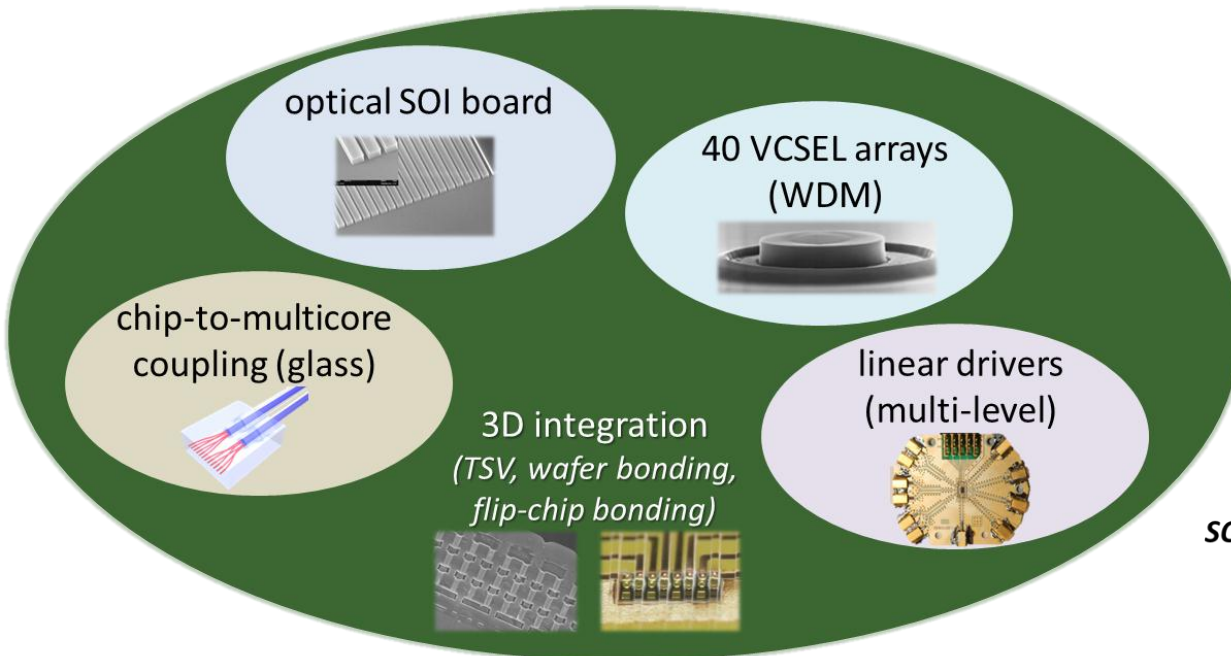 optical SOI board
40 VCSEL arrays
(WDM)
chip-to-multicore
coupling (glass)
linear drivers
(multi-level)
3D integration
(TSV, wafer bonding,
flip-chip bonding)